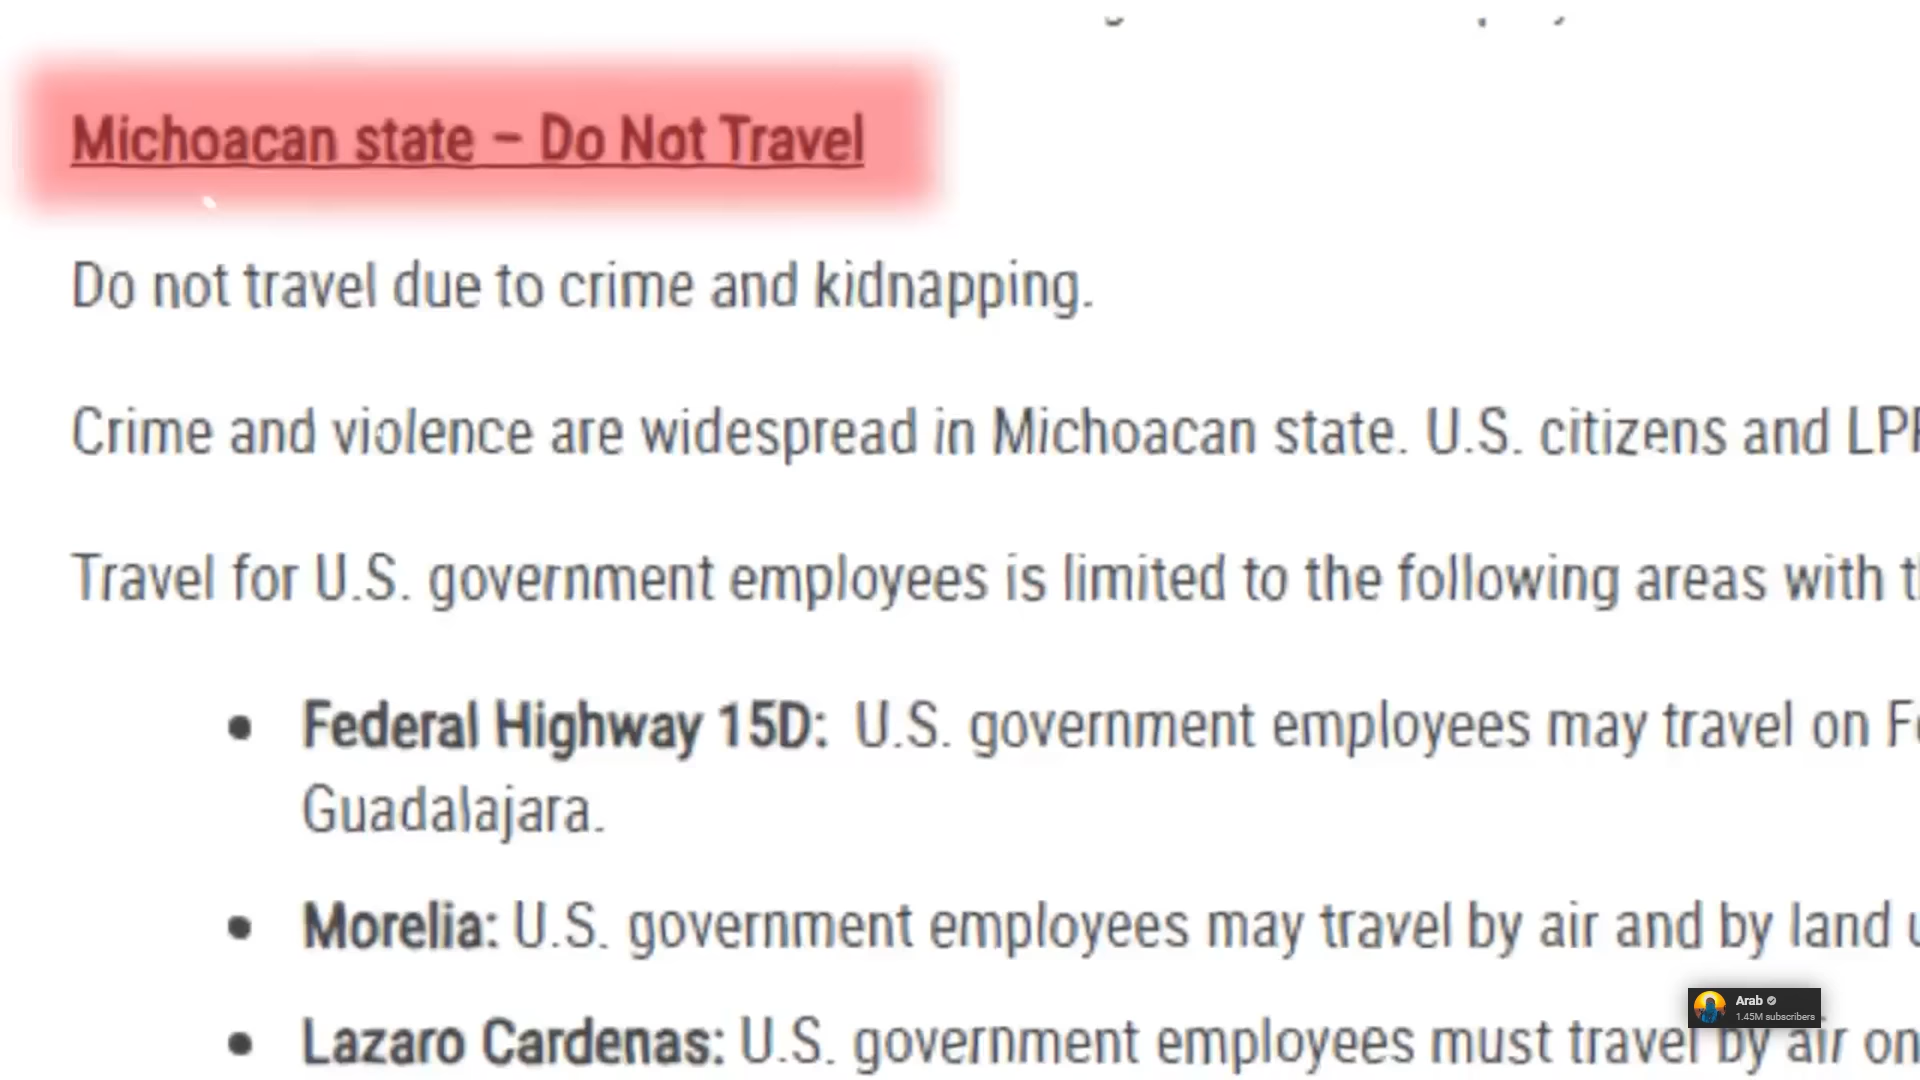 Michoacan state – Do Not Travel
Do not travel due to crime and kidnapping.
Crime and violence are widespread in Michoacan state. U.S. citizens and
Travel for U.S. government employees is limited to the following areas with
• Federal Highway 15D: U.S. government employees may travel on
Guadalajara.
• Morelia: U.S. government employees may travel by air and by land
• Lazaro Cardenas: U.S. government employees must travel by air
Arab
1.45M subscribers